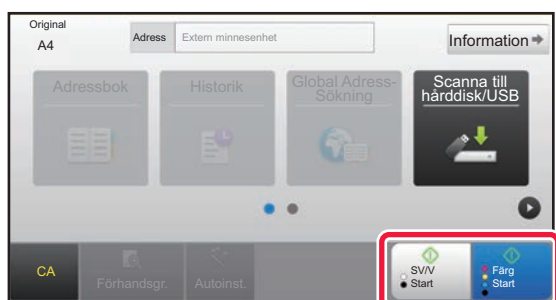 Original
A4
Adress
Extern minnesenhet
Information
Adressbok
Historik
Global Adress-
Sökning
Scanna till
hårddisk/USB
CA
Förhandsgr.
Autoinst.
SV/V
Start
Färg
Start